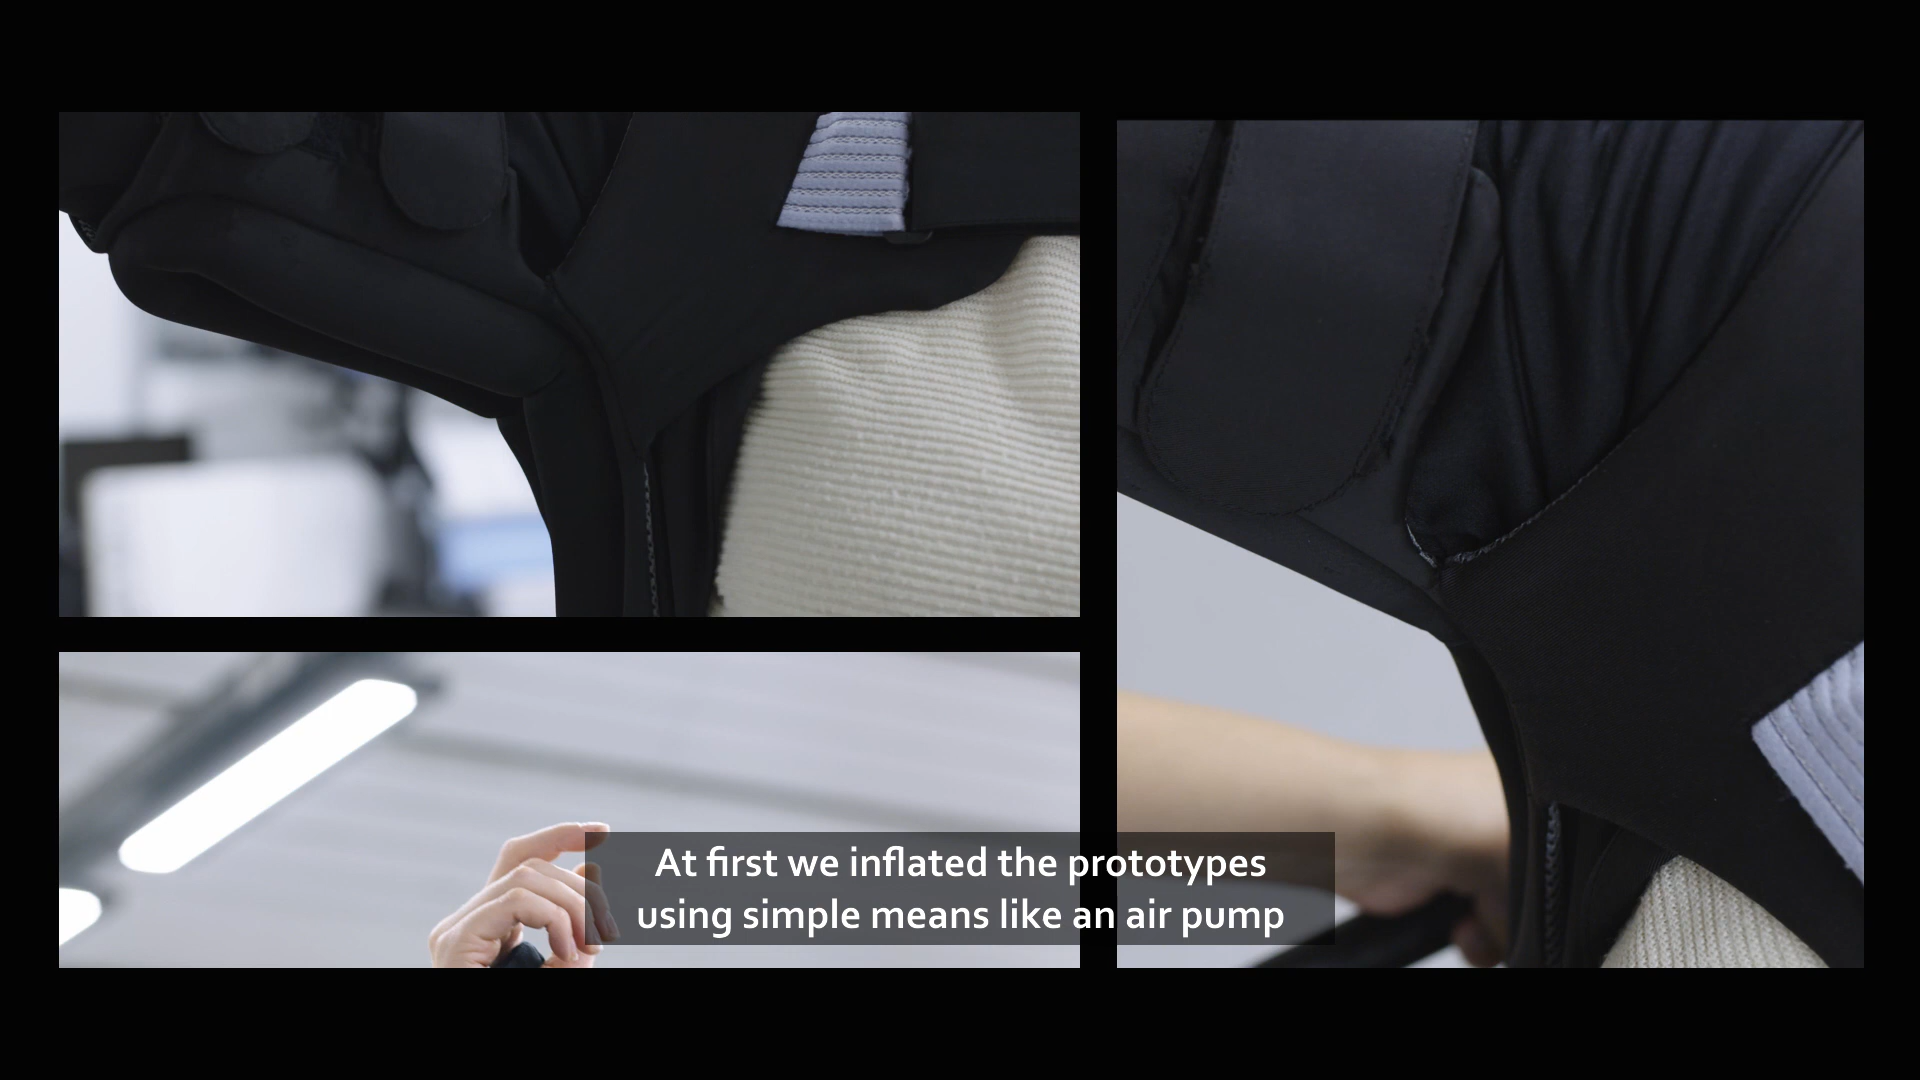 At first we inflated the prototypes
using simple means like an air pump